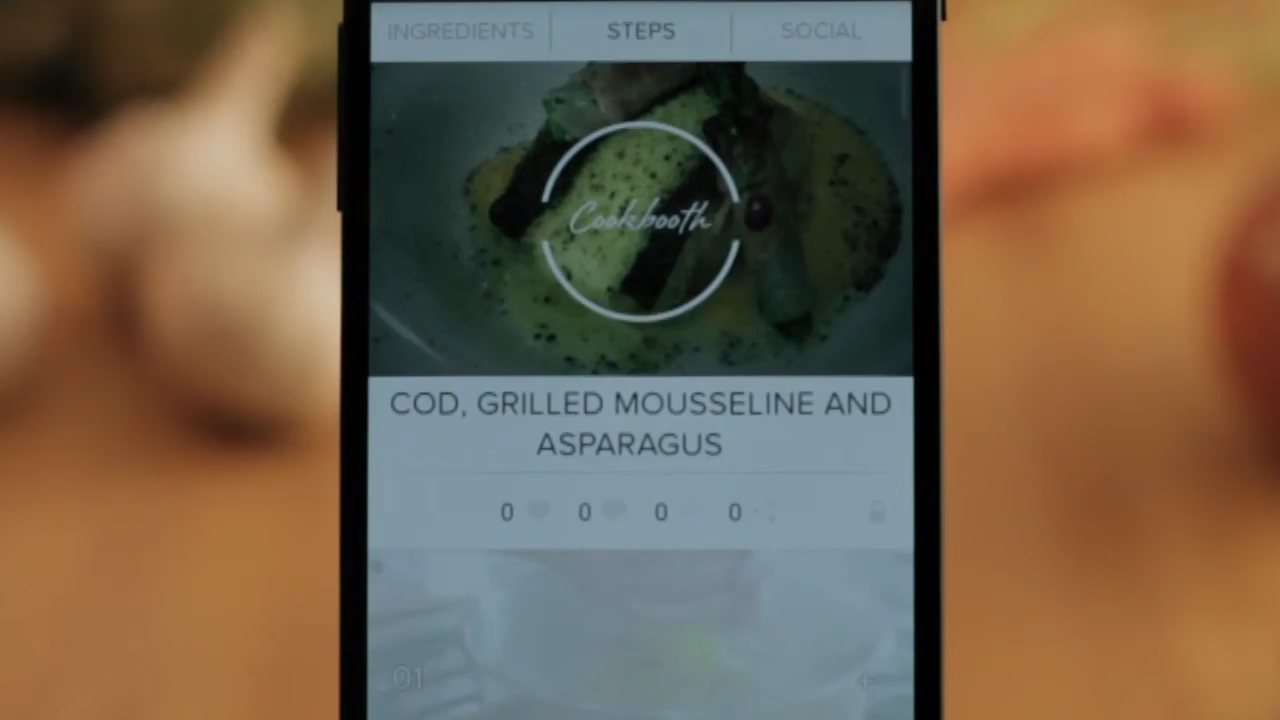 INGREDIENTS
STEPS
SOCIAL
Cookbooth
COD, GRILLED MOUSSELINE AND
ASPARAGUS
0 0 0 0
01